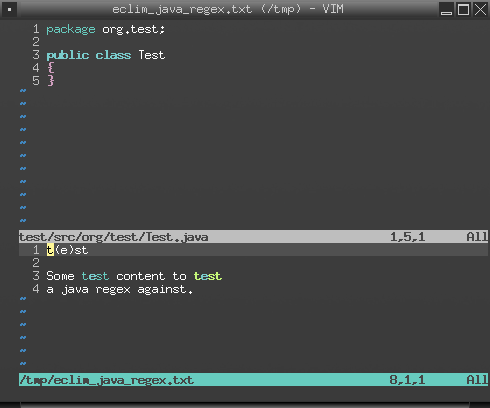 eclim_java_regex.txt (/tmp) - VIM
1 package org.test;
2
3 public class Test
4 {
5 }
~
~
~
~
~
~
~
~
~
~
~
test/src/org/test/Test.java 1,5,1 All
1 t(e)st
2
3 Some test content to test
4 a java regex against.
~
~
~
~
~
~
/tmp/eclim_java_regex.txt 8,1,1 All